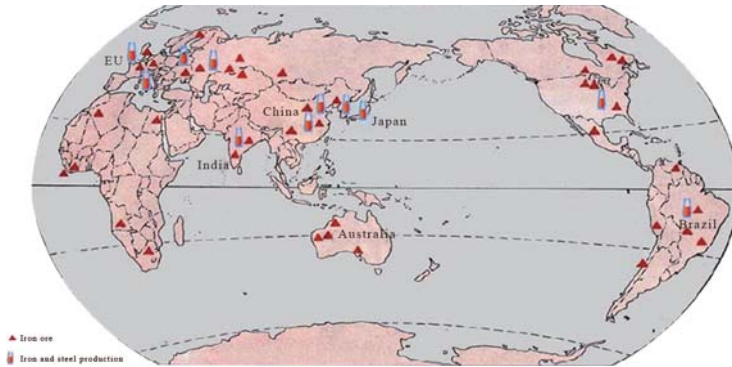 EU
China
Japan
India
Australia
Brazil
Iron ore
Iron and steel production